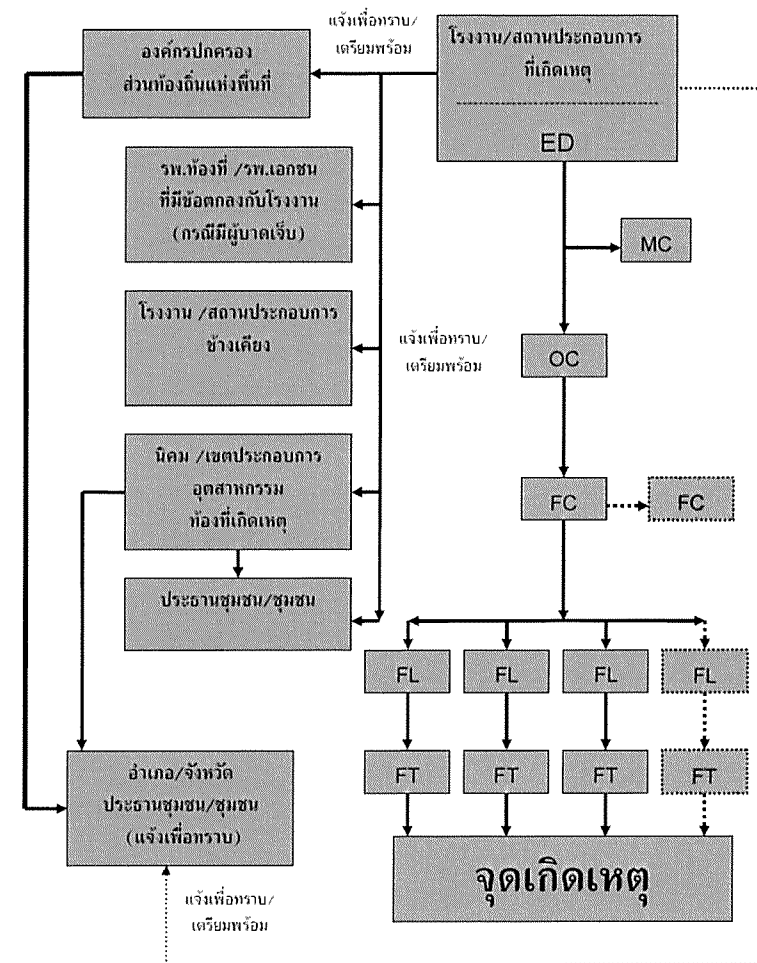 แจ้งเพื่อทราบ/
เตรียมพร้อม
องค์กรปกครอง
ส่วนท้องถิ่นแห่งพื้นที่
โรงงาน/สถานประกอบการ
ที่เกิดเหตุ
ED
รพ.ท้องที่ /รพ.เอกชน
ที่มีข้อตกลงกับโรงงาน
(กรณีมีผู้บาดเจ็บ)
MC
โรงงาน /สถานประกอบการ
ข้างเคียง
แจ้งเพื่อทราบ/
เตรียมพร้อม
OC
นิคม /เขตประกอบการ
อุตสาหกรรม
ท้องที่เกิดเหตุ
FC
FC
ประธานชุมชน/ชุมชน
FL
FL
FL
FL
FT
FT
FT
FT
อำเภอ/จังหวัด
ประธานชุมชน/ชุมชน
(แจ้งเพื่อทราบ)
จุดเกิดเหตุ
แจ้งเพื่อทราบ/
เตรียมพร้อม